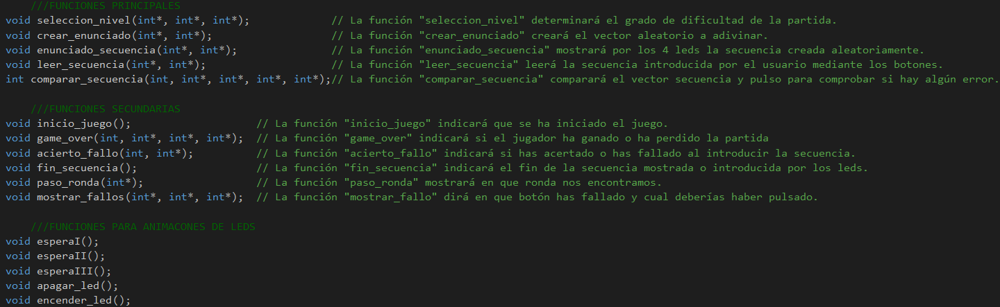 ///FUNCIONES PRINCIPALES
void seleccion_nivel(int*, int*, int*); // La función "seleccion_nivel" determinará el grado de dificultad de la partida.
void crear_enunciado(int*, int*); // La función "crear_enunciado" creará el vector aleatorio a adivinar.
void enunciado_secuencia(int*, int*); // La función "enunciado_secuencia" mostrará por los 4 leds la secuencia creada aleatoriamente.
void leer_secuencia(int*, int*); // La función "leer_secuencia" leerá la secuencia introducida por el usuario mediante los botones.
int comparar_secuencia(int, int*, int*, int*, int*);// La función "comparar_secuencia" comparará el vector secuencia y pulso para comprobar si hay algún error.
///FUNCIONES SECUNDARIAS
void inicio_juego(); // La función "inicio_juego" indicará que se ha iniciado el juego.
void game_over(int, int*, int*, int*); // La función "game_over" indicará si el jugador ha ganado o ha perdido la partida
void acierto_fallo(int, int*); // La función "acierto_fallo" indicará si has acertado o has fallado al introducir la secuencia.
void fin_secuencia(); // La función "fin_secuencia" indicará el fin de la secuencia mostrada o introducida por los leds.
void paso_ronda(int*); // La función "paso_ronda" mostrará en que ronda nos encontramos.
void mostrar_fallos(int*, int*, int*); // La función "mostrar_fallo" dirá en que botón has fallado y cual deberías haber pulsado.
///FUNCIONES PARA ANIMACONES DE LEDS
void esperaI();
void esperaII();
void esperaIII();
void apagar_led();
void encender_led();